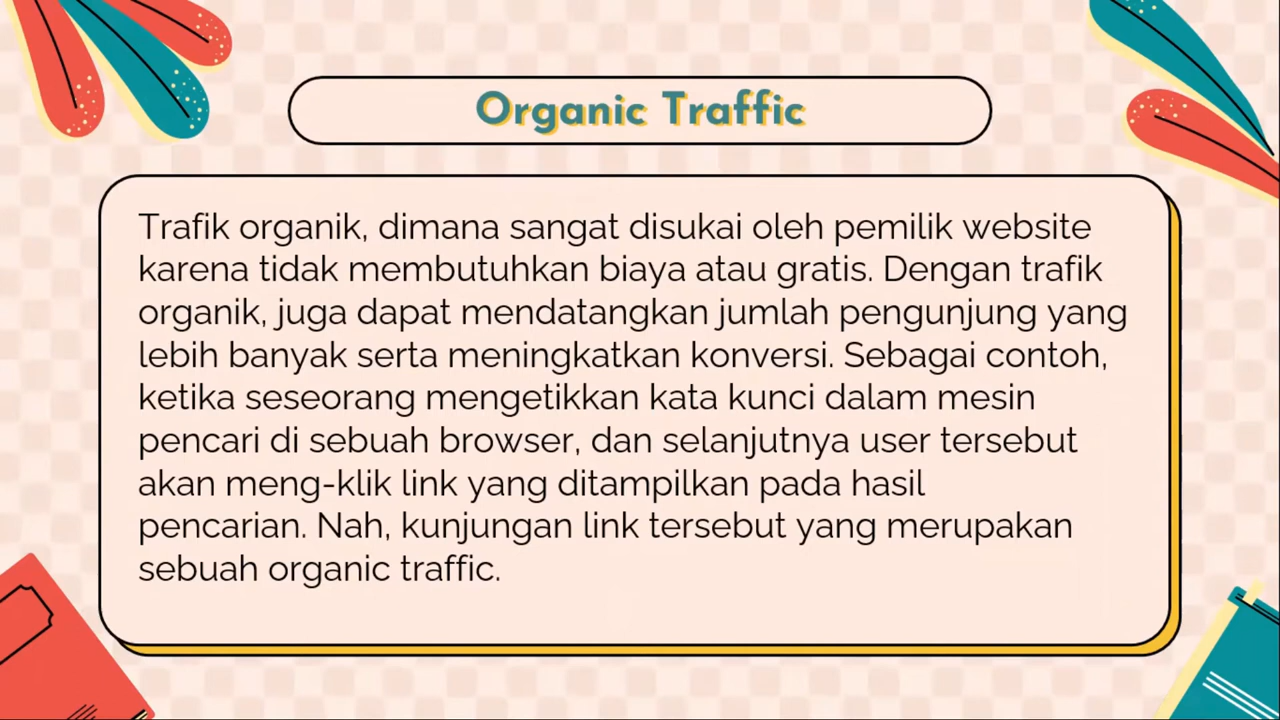 Organic Traffic
Trafik organik, dimana sangat disukai oleh pemilik website
karena tidak membutuhkan biaya atau gratis. Dengan trafik
organik, juga dapat mendatangkan jumlah pengunjung yang
lebih banyak serta meningkatkan konversi. Sebagai contoh,
ketika seseorang mengetikkan kata kunci dalam mesin
pencari di sebuah browser, dan selanjutnya user tersebut
akan meng-klik link yang ditampilkan pada hasil
pencarian. Nah, kunjungan link tersebut yang merupakan
sebuah organic traffic.